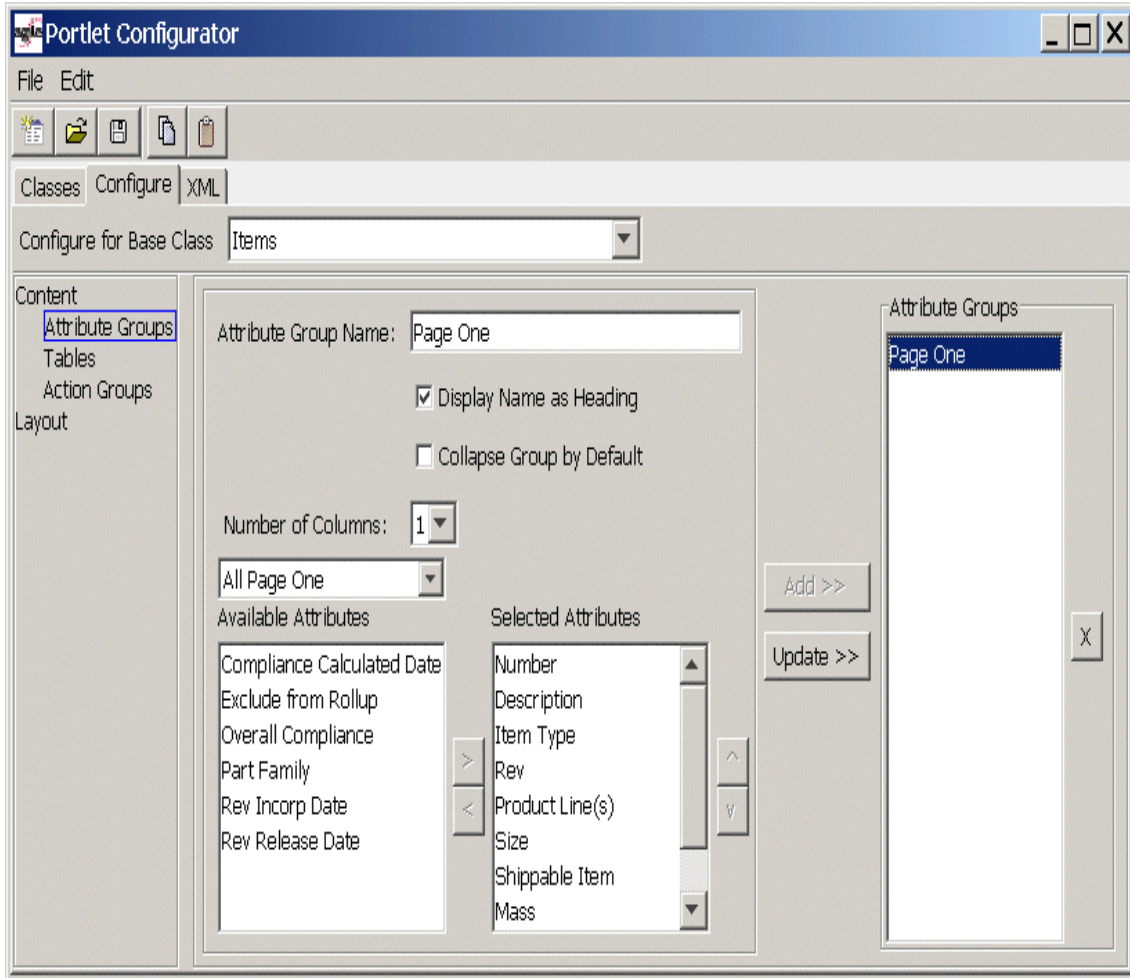 agile Portlet Configurator
File Edit
Classes Configure XML
Configure for Base Class Items
Content
Attribute Groups
Tables
Action Groups
Layout
Attribute Group Name: Page One
Display Name as Heading
Collapse Group by Default
Number of Columns: 1
All Page One
Available Attributes
Compliance Calculated Date
Exclude from Rollup
Overall Compliance
Part Family
Rev Incorp Date
Rev Release Date
>
<
Selected Attributes
Number
Description
Item Type
Rev
Product Line(s)
Size
Shippable Item
Mass
^
v
Add >>
Update >>
Attribute Groups
Page One
X